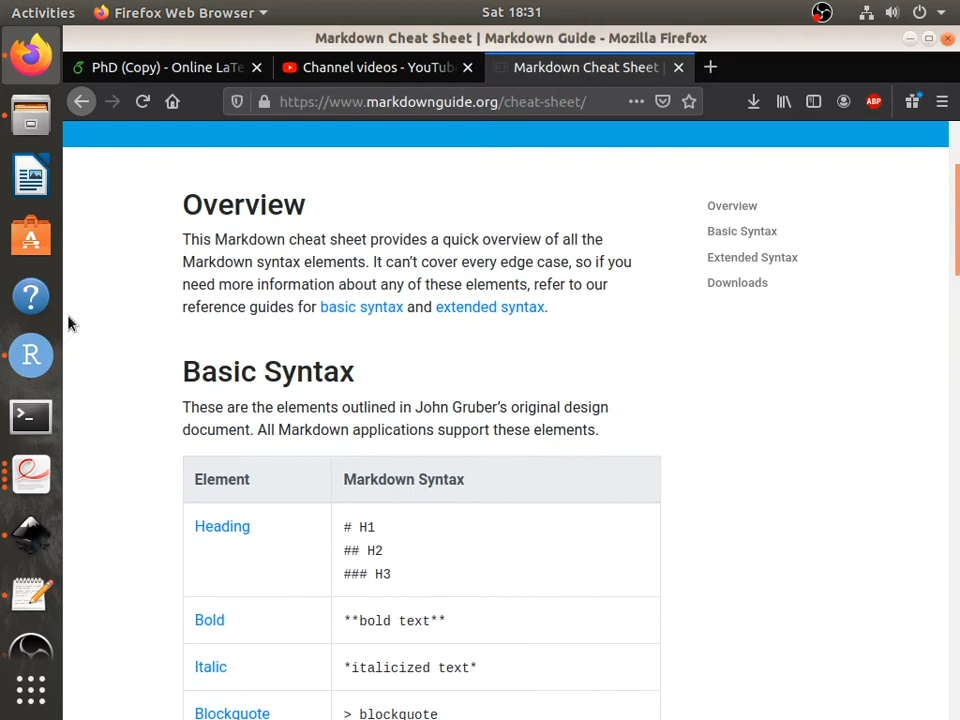 Activities Firefox Web Browser Sat 18:31
Markdown Cheat Sheet | Markdown Guide - Mozilla Firefox
PhD (Copy) - Online LaTe Channel videos - YouTub Markdown Cheat Sheet |
https://www.markdownguide.org/cheat-sheet/ ABP
Overview
This Markdown cheat sheet provides a quick overview of all the
Markdown syntax elements. It can’t cover every edge case, so if you
need more information about any of these elements, refer to our
reference guides for basic syntax and extended syntax.
Overview
Basic Syntax
Extended Syntax
Downloads
Basic Syntax
These are the elements outlined in John Gruber’s original design
document. All Markdown applications support these elements.
Element Markdown Syntax
Heading # H1
## H2
### H3
Bold **bold text**
Italic *italicized text*
Blockquote > blockquote